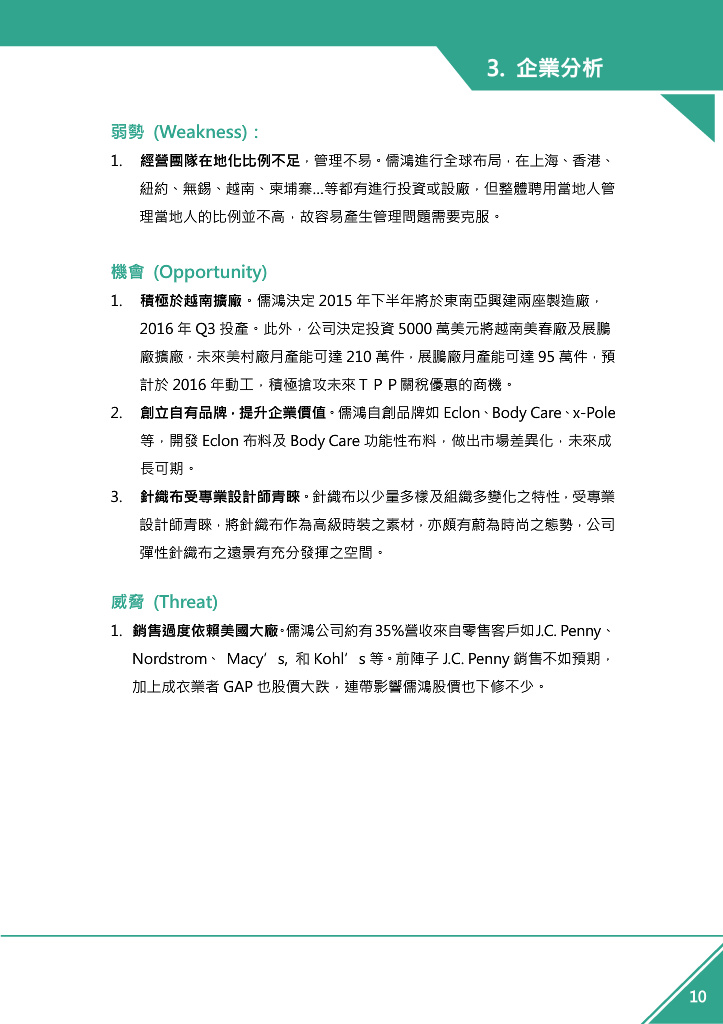 3. 企業分析
弱勢 (Weakness)：
1. 經營團隊在地化比例不足，管理不易。儒鴻進行全球布局，在上海、香港、
紐約、無錫、越南、柬埔寨…等都有進行投資或設廠，但整體聘用當地人管
理當地人的比例並不高，故容易產生管理問題需要克服。
機會 (Opportunity)
1. 積極於越南擴廠。儒鴻決定 2015 年下半年將於東南亞興建兩座製造廠，
2016 年 Q3 投產。此外，公司決定投資 5000 萬美元將越南美春廠及展鵬
廠擴廠，未來美村廠月產能可達 210 萬件，展鵬廠月產能可達 95 萬件，預
計於 2016 年動工，積極搶攻未來ＴＰＰ關稅優惠的商機。
2. 創立自有品牌，提升企業價值。儒鴻自創品牌如 Eclon、Body Care、x-Pole
等，開發 Eclon 布料及 Body Care 功能性布料，做出市場差異化，未來成
長可期。
3. 針織布受專業設計師青睞。針織布以少量多樣及組織多變化之特性，受專業
設計師青睞，將針織布作為高級時裝之素材，亦頗有蔚為時尚之態勢，公司
彈性針織布之遠景有充分發揮之空間。
威脅 (Threat)
1. 銷售過度依賴美國大廠。儒鴻公司約有 35%營收來自零售客戶如 J.C. Penny、
Nordstrom、 Macy’s, 和 Kohl’s 等。前陣子 J.C. Penny 銷售不如預期，
加上成衣業者 GAP 也股價大跌，連帶影響儒鴻股價也下修不少。
10